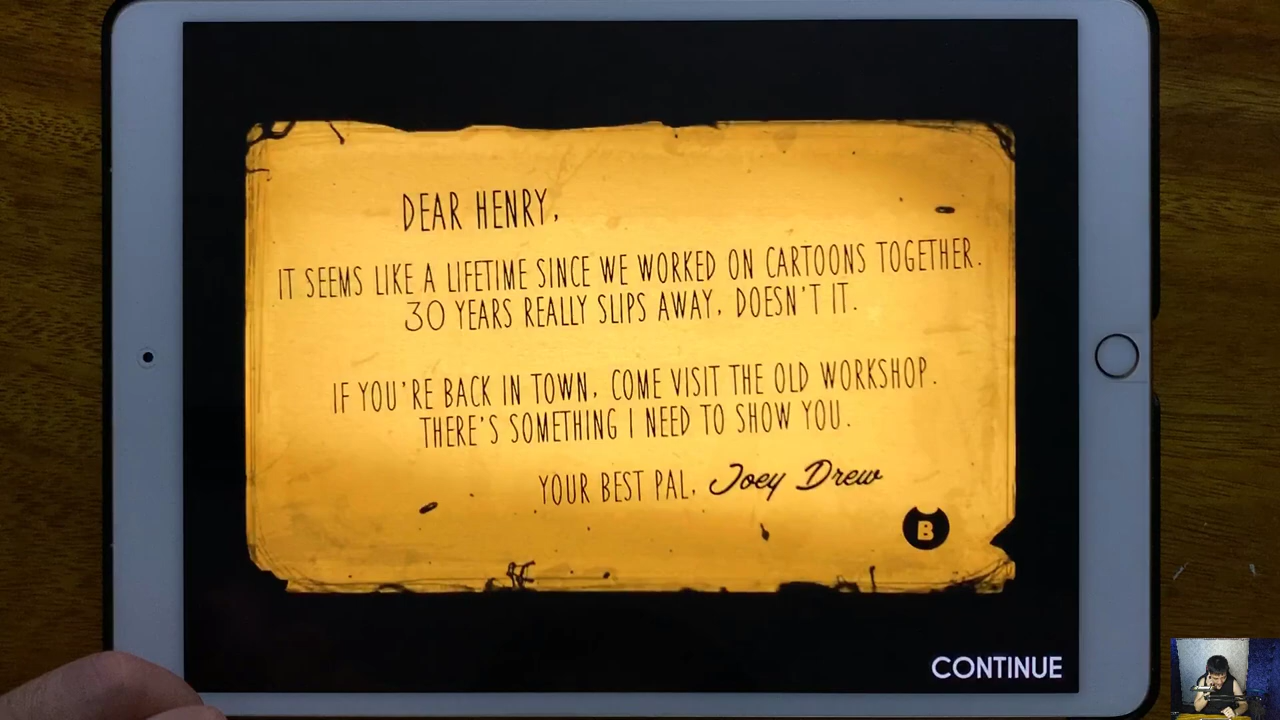 DEAR HENRY,
IT SEEMS LIKE A LIFETIME SINCE WE WORKED ON CARTOONS TOGETHER.
30 YEARS REALLY SLIPS AWAY, DOESN'T IT.
IF YOU'RE BACK IN TOWN, COME VISIT THE OLD WORKSHOP.
THERE'S SOMETHING I NEED TO SHOW YOU.
YOUR BEST PAL, Joey Drew
B
CONTINUE